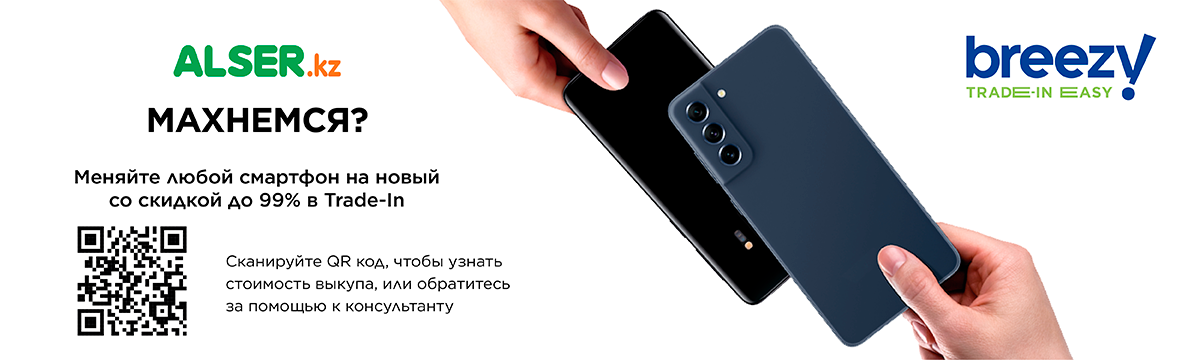 ALSER.kz
МАХНЕМСЯ?
Меняйте любой смартфон на новый
со скидкой до 99% в Trade-In
Сканируйте QR код, чтобы узнать
стоимость выкупа, или обратитесь
за помощью к консультанту
breezy!
TRADE-IN EASY